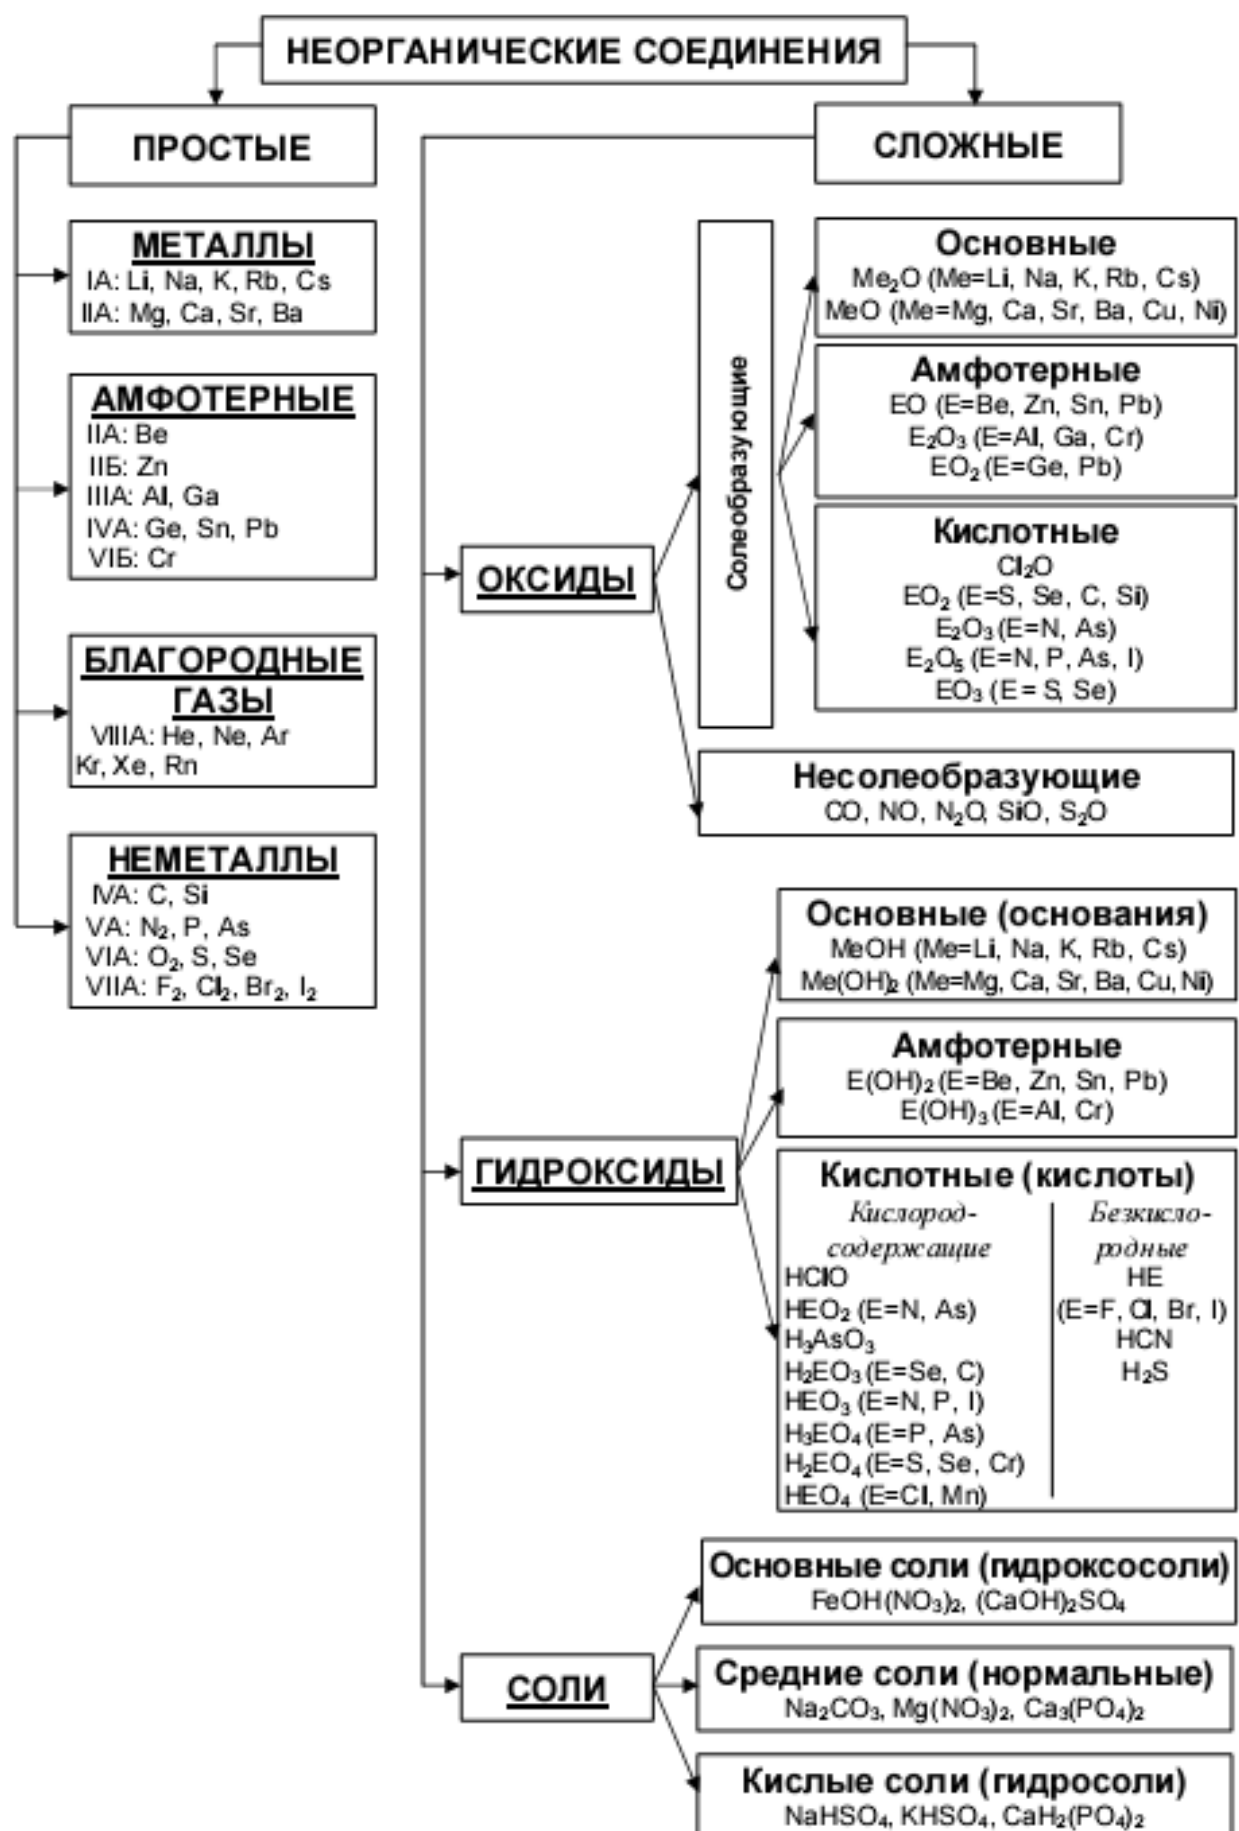 НЕОРГАНИЧЕСКИЕ СОЕДИНЕНИЯ
ПРОСТЫЕ
МЕТАЛЛЫ
IA: Li, Na, K, Rb, Cs
IIA: Mg, Ca, Sr, Ba
АМФОТЕРНЫЕ
IIA: Be
IIБ: Zn
IIIA: Al, Ga
IVA: Ge, Sn, Pb
VIБ: Cr
БЛАГОРОДНЫЕ
ГАЗЫ
VIIIA: He, Ne, Ar
Kr, Xe, Rn
НЕМЕТАЛЛЫ
IVA: C, Si
VA: N₂, P, As
VIA: O₂, S, Se
VIIA: F₂, Cl₂, Br₂, I₂
СЛОЖНЫЕ
ОКСИДЫ
Солеобразующие
Основные
Me₂O (Me=Li, Na, K, Rb, Cs)
MeO (Me=Mg, Ca, Sr, Ba, Cu, Ni)
Амфотерные
EO (E=Be, Zn, Sn, Pb)
E₂O₃ (E=Al, Ga, Cr)
EO₂ (E=Ge, Pb)
Кислотные
Cl₂O
EO₂ (E=S, Se, C, Si)
E₂O₃ (E=N, As)
E₂O₅ (E=N, P, As, I)
EO₃ (E= S, Se)
Несолеобразующие
CO, NO, N₂O, SiO, S₂O
ГИДРОКСИДЫ
Основные (основания)
MeOH (Me=Li, Na, K, Rb, Cs)
Me(OH)₂ (Me=Mg, Ca, Sr, Ba, Cu, Ni)
Амфотерные
E(OH)₂ (E=Be, Zn, Sn, Pb)
E(OH)₃ (E=Al, Cr)
Кислотные (кислоты)
Кислород-
содержащие
HClO
HEO₂ (E=N, As)
H₃AsO₃
H₂EO₃ (E=Se, C)
HEO₃ (E=N, P, I)
H₃EO₄ (E=P, As)
H₂EO₄ (E=S, Se, Cr)
HEO₄ (E=Cl, Mn)
Безкисло-
родные
HE
(E=F, Cl, Br, I)
HCN
H₂S
СОЛИ
Основные соли (гидроксосоли)
FeOH(NO₃)₂, (CaOH)₂SO₄
Средние соли (нормальные)
Na₂CO₃, Mg(NO₃)₂, Ca₃(PO₄)₂
Кислые соли (гидросоли)
NaHSO₄, KHSO₄, CaH₂(PO₄)₂